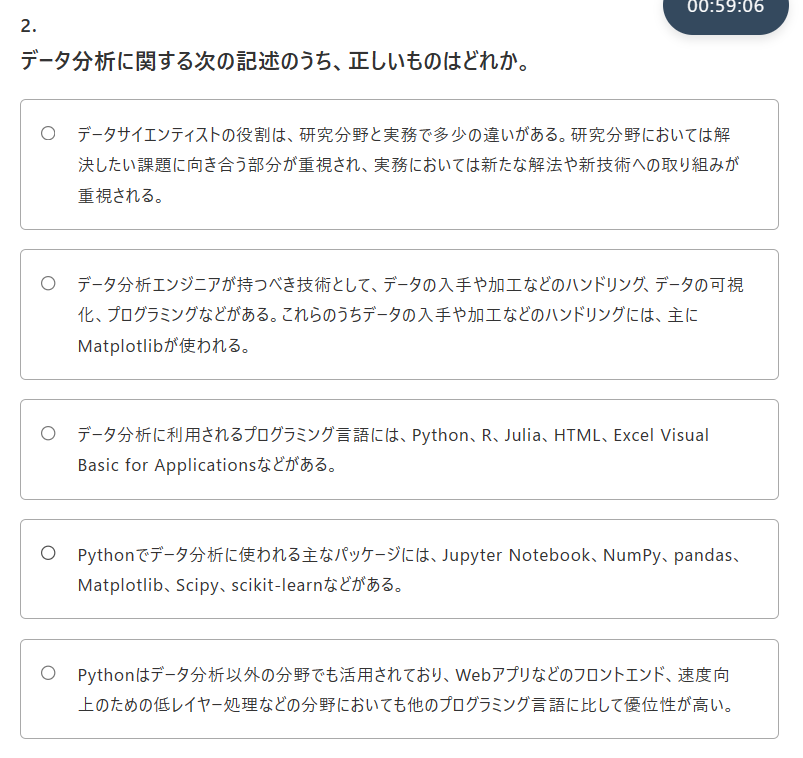 00:59:06
2.
データ分析に関する次の記述のうち、正しいものはどれか。
データサイエンティストの役割は、研究分野と実務で多少の違いがある。研究分野においては解
決したい課題に向き合う部分が重視され、実務においては新たな解法や新技術への取り組みが
重視される。
データ分析エンジニアが持つべき技術として、データの入手や加工などのハンドリング、データの可視
化、プログラミングなどがある。これらのうちデータの入手や加工などのハンドリングには、主に
Matplotlibが使われる。
データ分析に利用されるプログラミング言語には、Python、R、Julia、HTML、Excel Visual
Basic for Applicationsなどがある。
Pythonでデータ分析に使われる主なパッケージには、Jupyter Notebook、NumPy、pandas、
Matplotlib、Scipy、scikit-learnなどがある。
Pythonはデータ分析以外の分野でも活用されており、Webアプリなどのフロントエンド、速度向
上のための低レイヤー処理などの分野においても他のプログラミング言語に比して優位性が高い。